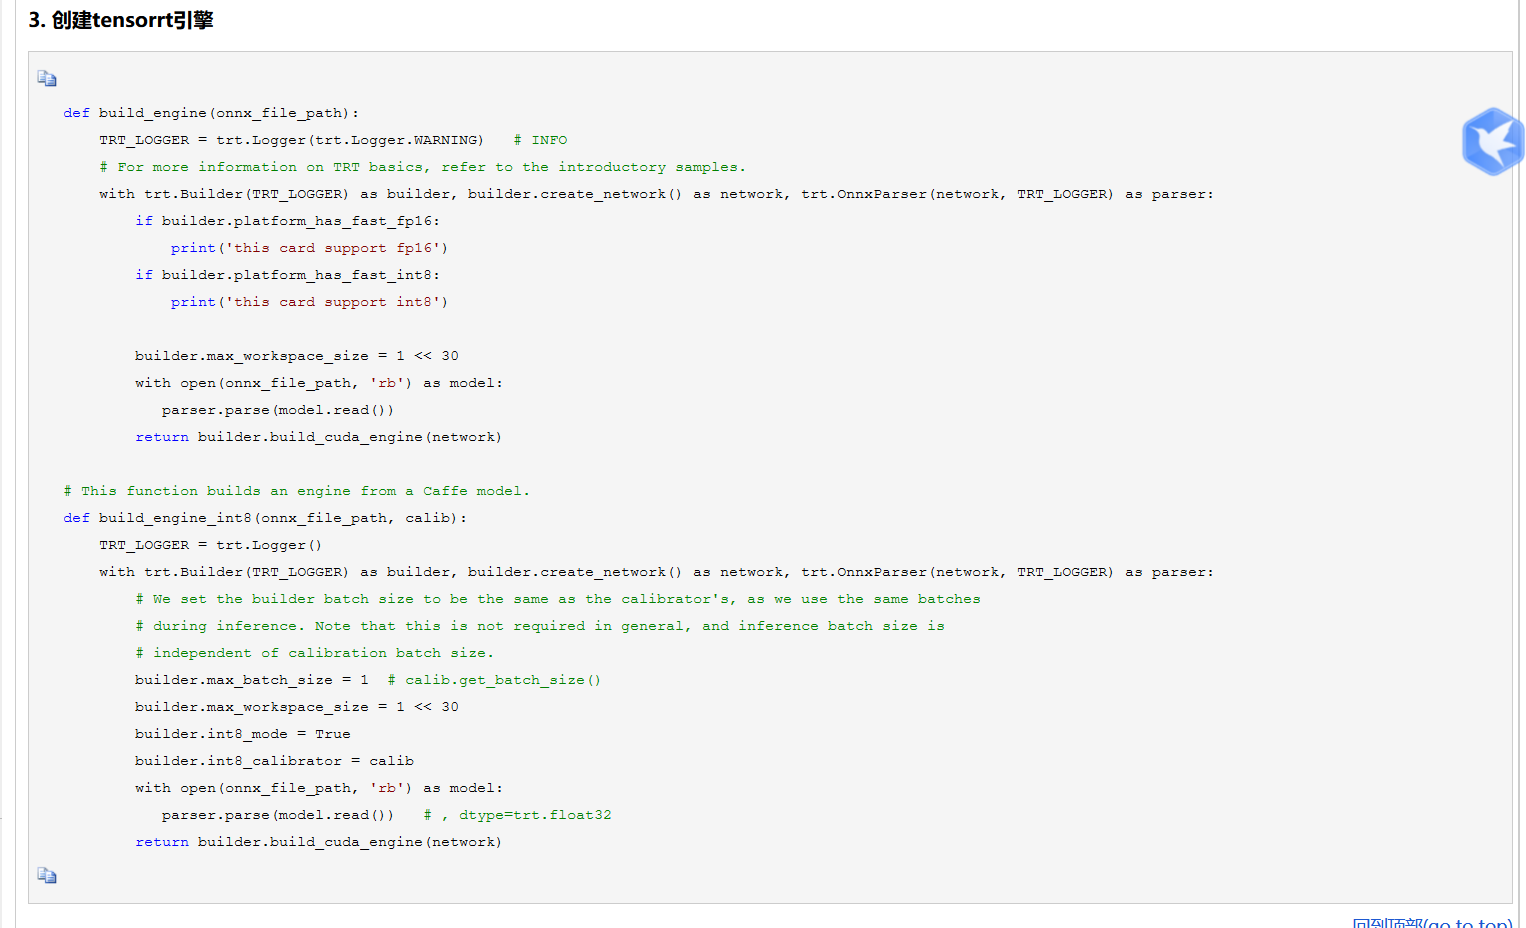 3. 创建tensorrt引擎
def build_engine(onnx_file_path):
    TRT_LOGGER = trt.Logger(trt.Logger.WARNING)   # INFO
    # For more information on TRT basics, refer to the introductory samples.
    with trt.Builder(TRT_LOGGER) as builder, builder.create_network() as network, trt.OnnxParser(network, TRT_LOGGER) as parser:
        if builder.platform_has_fast_fp16:
            print('this card support fp16')
        if builder.platform_has_fast_int8:
            print('this card support int8')
        builder.max_workspace_size = 1 << 30
        with open(onnx_file_path, 'rb') as model:
           parser.parse(model.read())
        return builder.build_cuda_engine(network)
# This function builds an engine from a Caffe model.
def build_engine_int8(onnx_file_path, calib):
    TRT_LOGGER = trt.Logger()
    with trt.Builder(TRT_LOGGER) as builder, builder.create_network() as network, trt.OnnxParser(network, TRT_LOGGER) as parser:
        # We set the builder batch size to be the same as the calibrator's, as we use the same batches
        # during inference. Note that this is not required in general, and inference batch size is
        # independent of calibration batch size.
        builder.max_batch_size = 1  # calib.get_batch_size()
        builder.max_workspace_size = 1 << 30
        builder.int8_mode = True
        builder.int8_calibrator = calib
        with open(onnx_file_path, 'rb') as model:
           parser.parse(model.read())   # , dtype=trt.float32
        return builder.build_cuda_engine(network)
回到顶部(go to top)